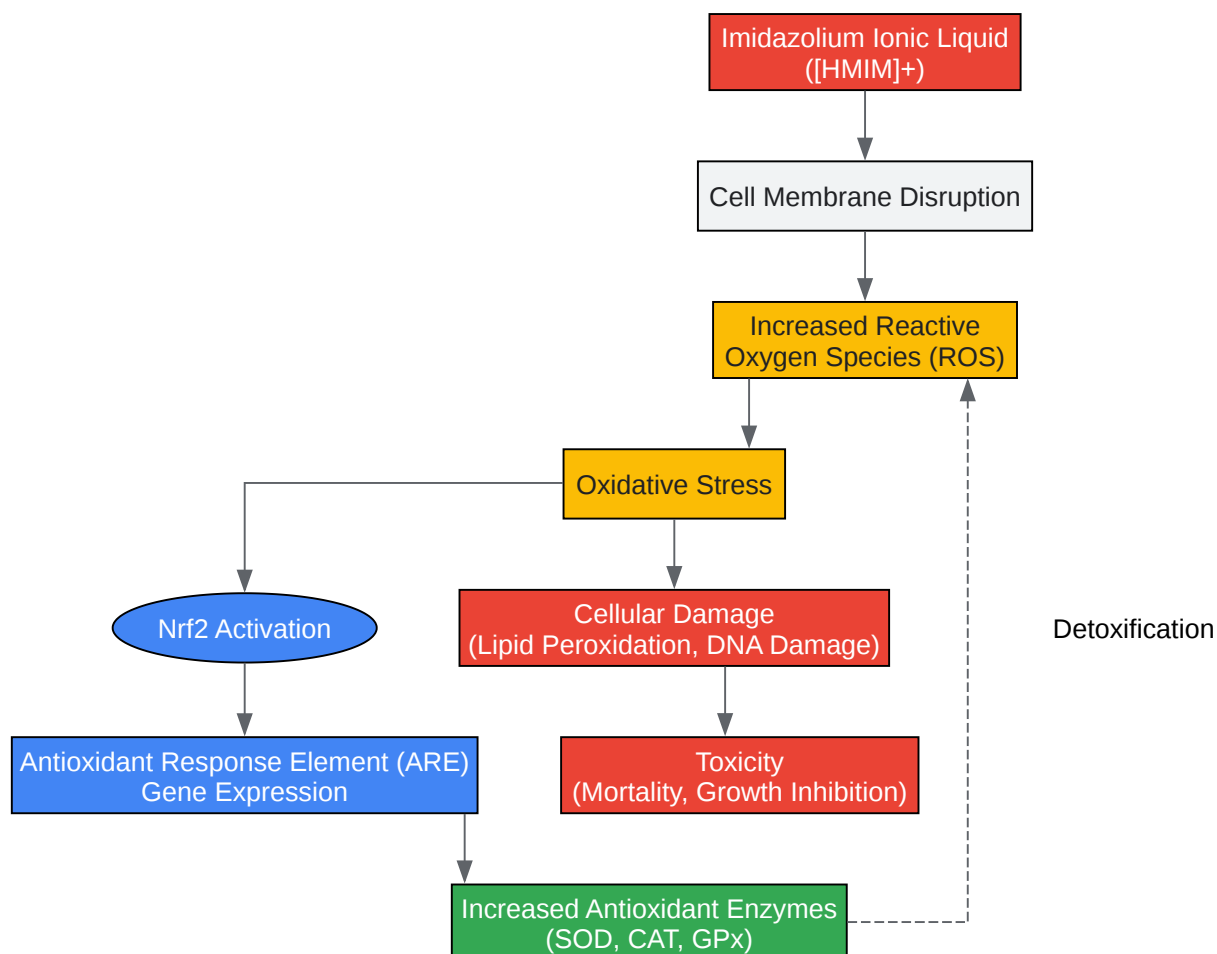 Imidazolium Ionic Liquid
([HMIM]+)
Cell Membrane Disruption
Increased Reactive
Oxygen Species (ROS)
Oxidative Stress
Nrf2 Activation
Cellular Damage
(Lipid Peroxidation, DNA Damage)
Detoxification
Antioxidant Response Element (ARE)
Gene Expression
Toxicity
(Mortality, Growth Inhibition)
Increased Antioxidant Enzymes
(SOD, CAT, GPx)